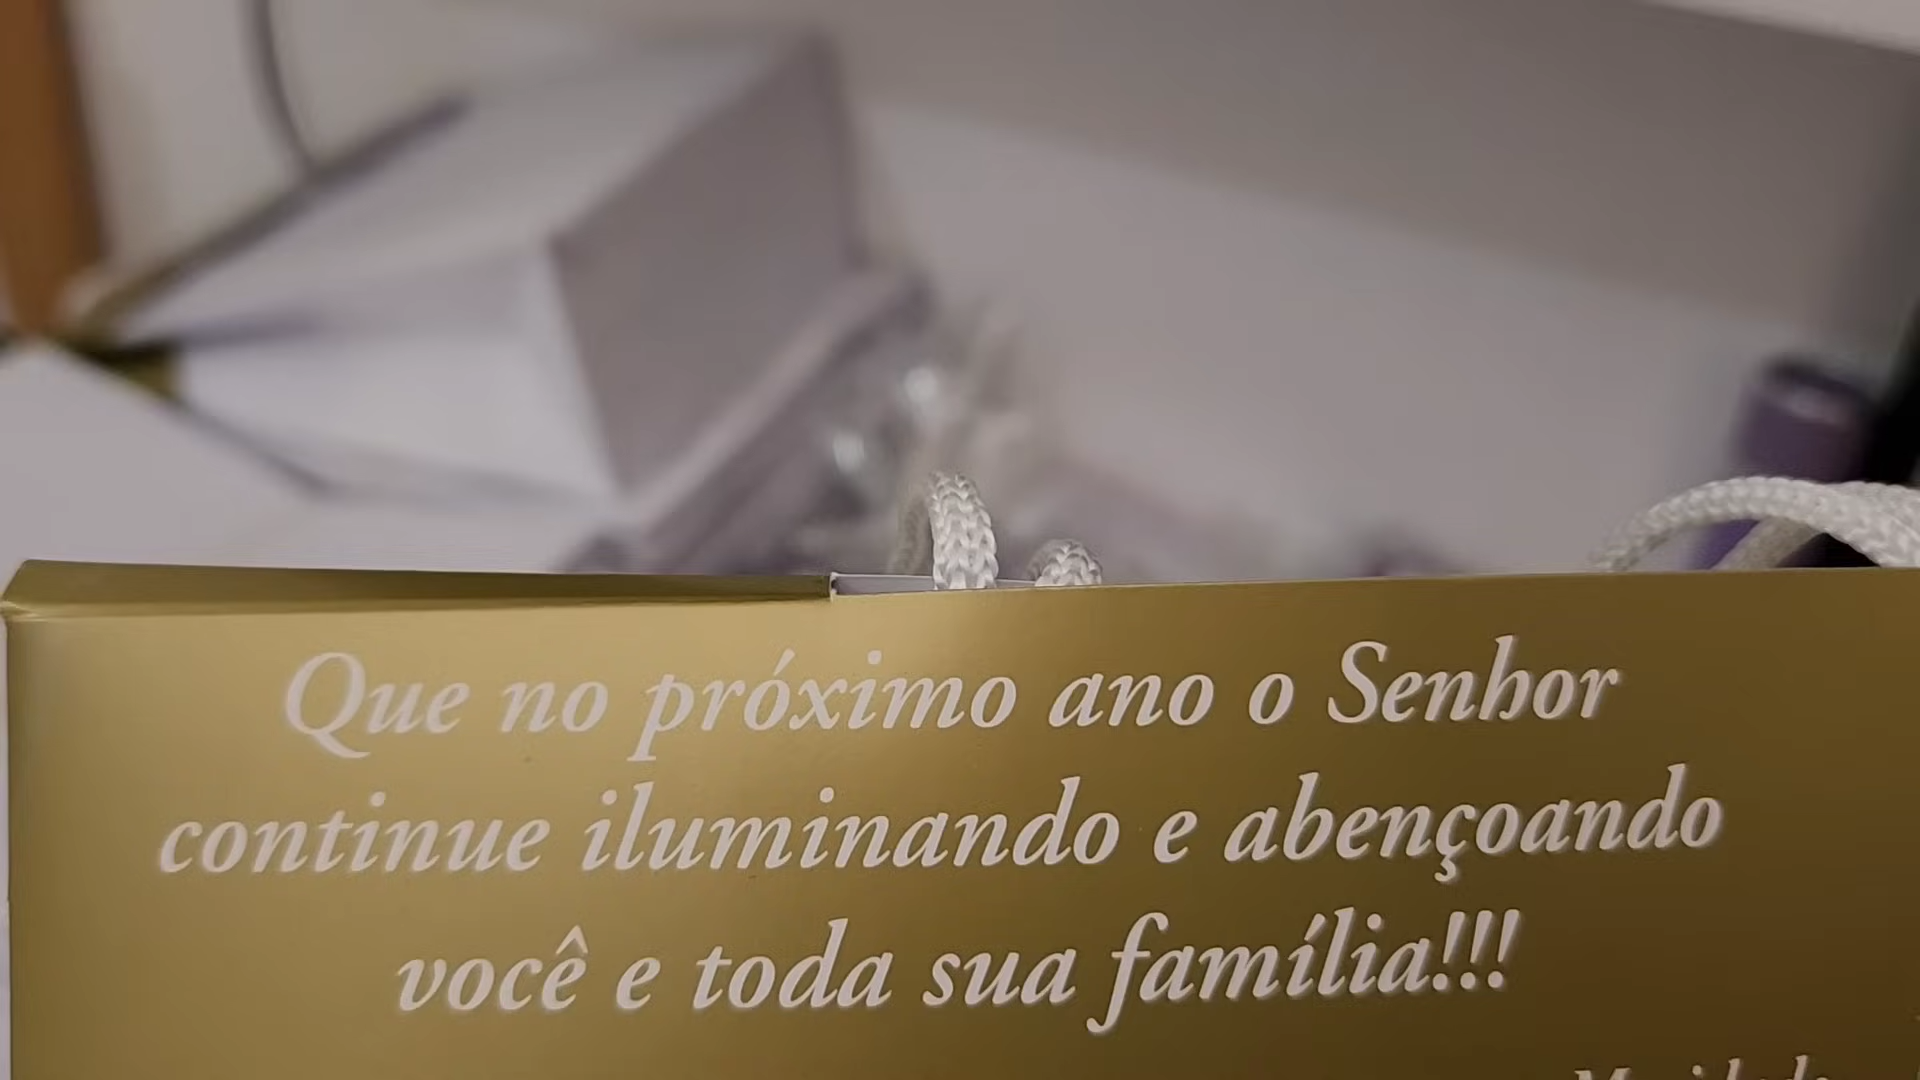 Que no próximo ano o Senhor
continue iluminando e abençoando
você e toda sua família!!!